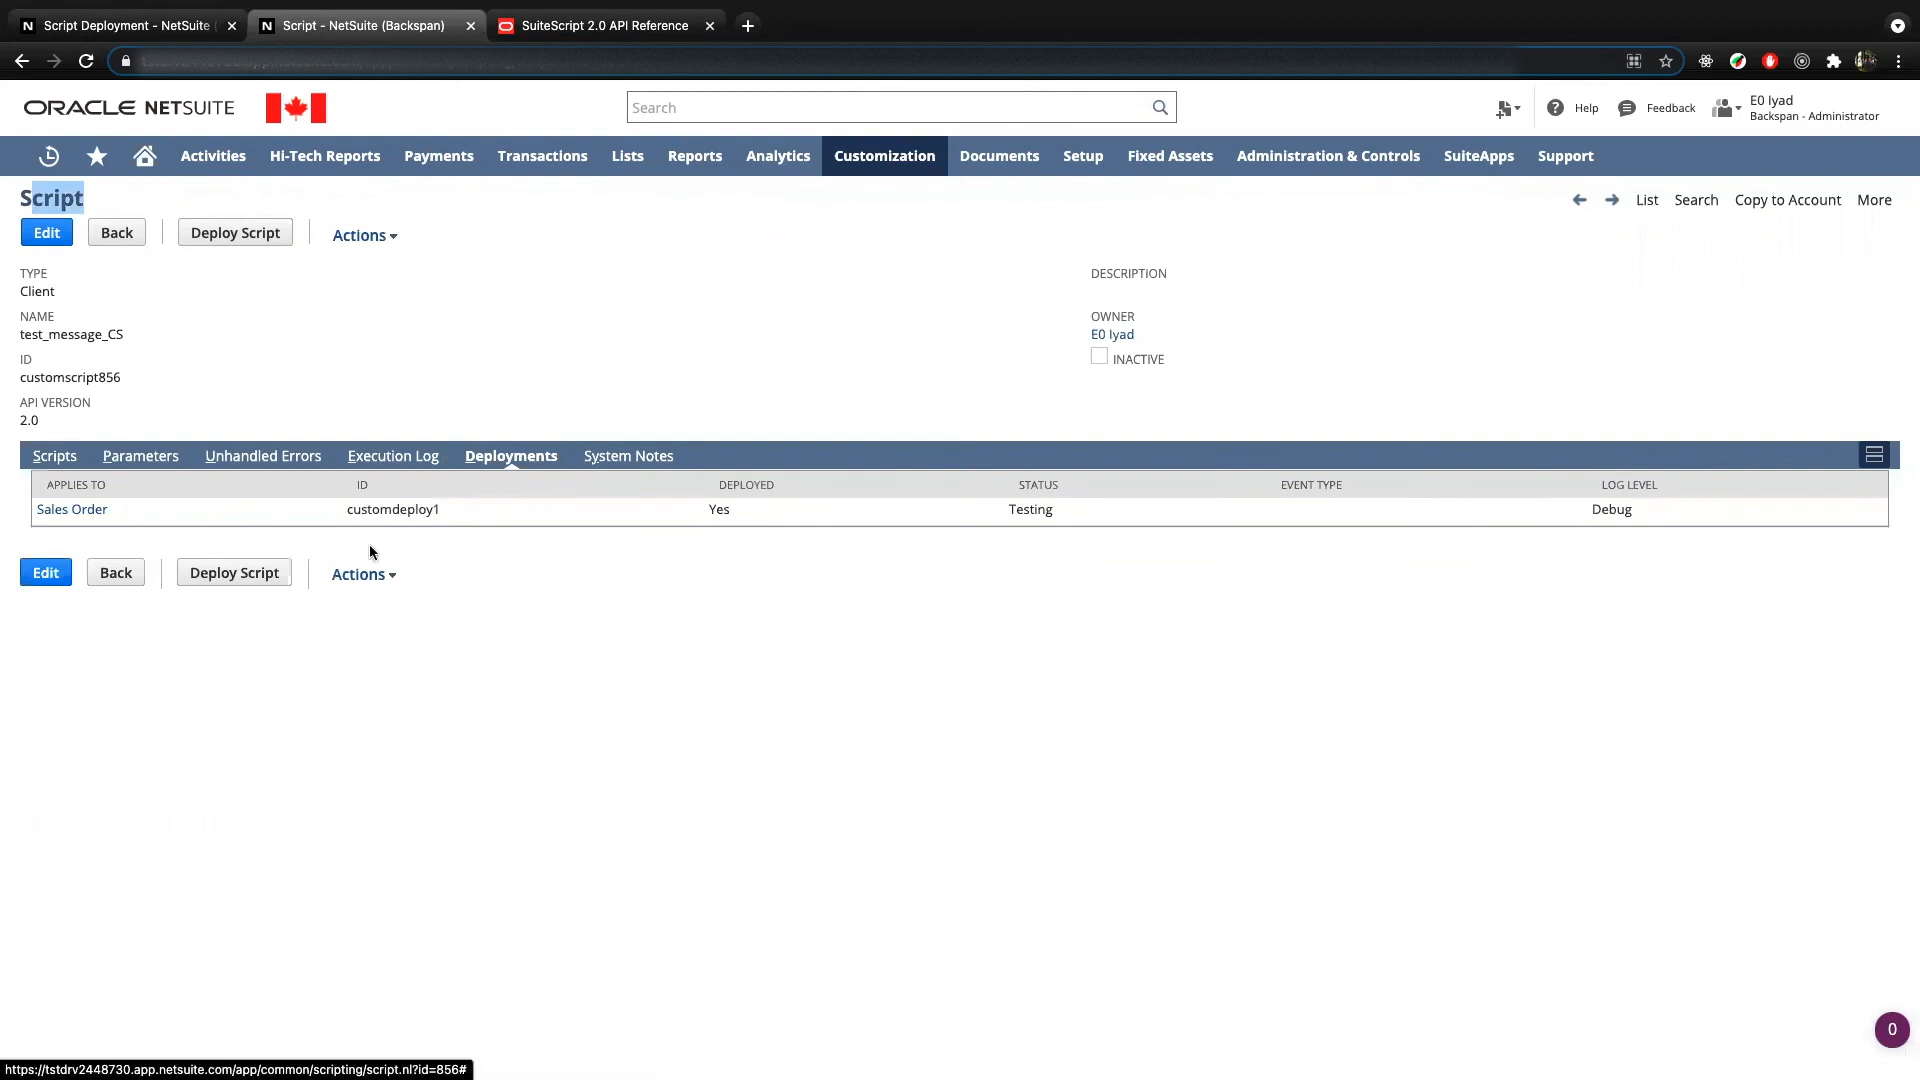 Script Deployment - NetSuite (
Script - NetSuite (Backspan)
SuiteScript 2.0 API Reference
ORACLE NETSUITE
Search
Help
Feedback
E0 Iyad
Backspan - Administrator
Activities
Hi-Tech Reports
Payments
Transactions
Lists
Reports
Analytics
Customization
Documents
Setup
Fixed Assets
Administration & Controls
SuiteApps
Support
Script
List
Search
Copy to Account
More
Edit
Back
Deploy Script
Actions
TYPE
Client
NAME
test_message_CS
ID
customscript856
API VERSION
2.0
DESCRIPTION
OWNER
E0 Iyad
INACTIVE
Scripts
Parameters
Unhandled Errors
Execution Log
Deployments
System Notes
APPLIES TO
ID
DEPLOYED
STATUS
EVENT TYPE
LOG LEVEL
Sales Order
customdeploy1
Yes
Testing
Debug
Edit
Back
Deploy Script
Actions
0
https://tstdrv2448730.app.netsuite.com/app/common/scripting/script.nl?id=856#